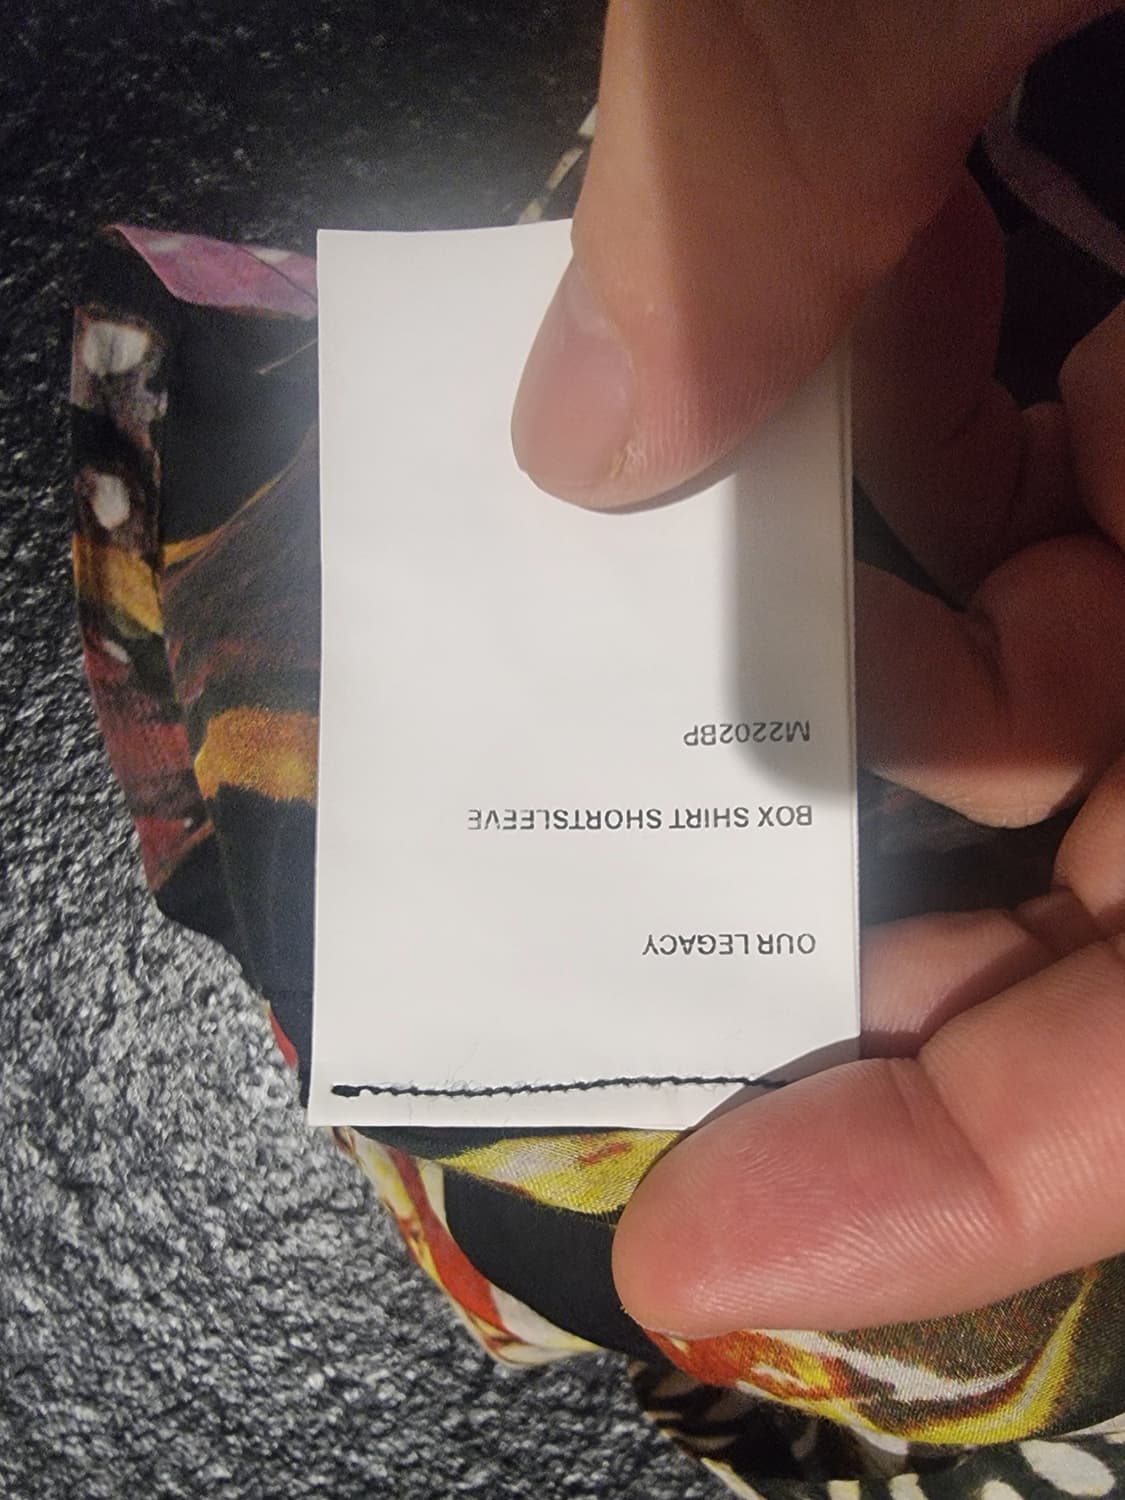 OUR LEGACY
BOX SHIRT SHORTSLEEVE
M2202BP